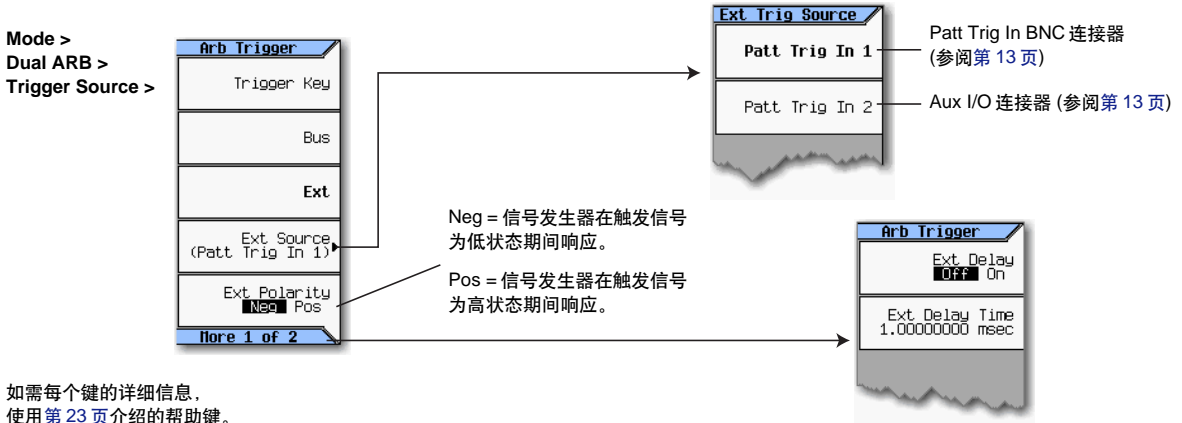 Mode >
Dual ARB >
Trigger Source >
Arb Trigger
Trigger Key
Bus
Ext
Ext Source
(Patt Trig In 1)
Ext Polarity
Neg Pos
More 1 of 2
Ext Trig Source
Patt Trig In 1
Patt Trig In 2
Patt Trig In BNC 连接器
(参阅第 13 页)
Aux I/O 连接器 (参阅第 13 页)
Neg = 信号发生器在触发信号
为低状态期间响应。
Pos = 信号发生器在触发信号
为高状态期间响应。
Arb Trigger
Ext Delay
Off On
Ext Delay Time
1.00000000 msec
如需每个键的详细信息,
使用第 23 页介绍的帮助键。